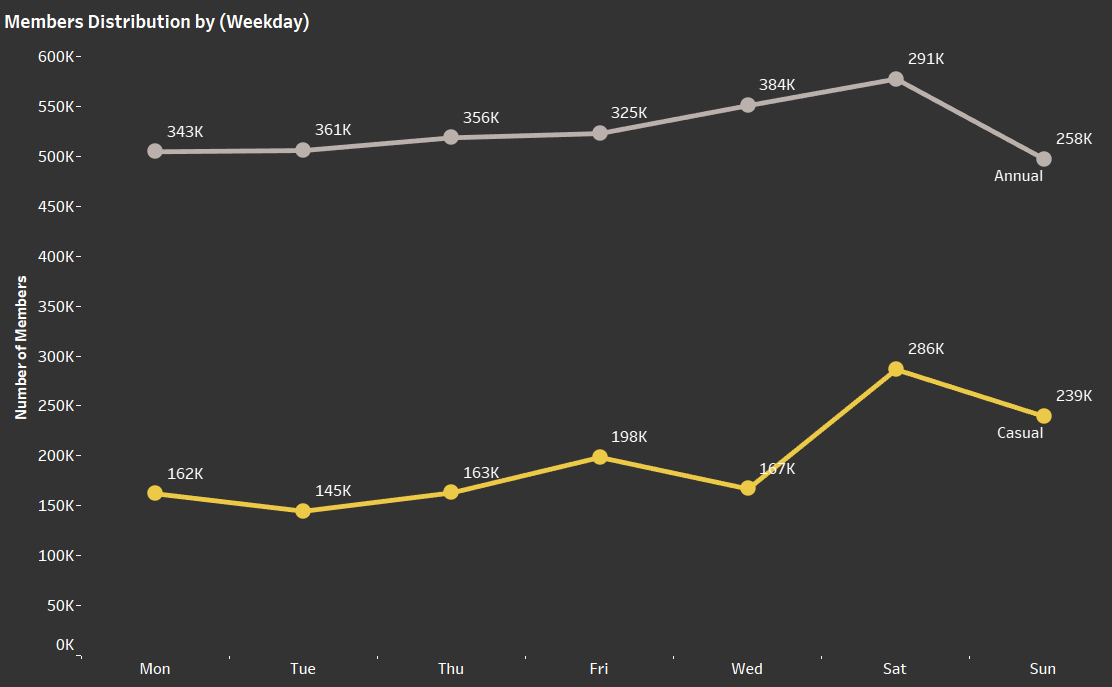 Members Distribution by (Weekday)
600K
550K
500K
450K
400K
350K
300K
250K
200K
150K
100K
50K
0K
Number of Members
343K
361K
356K
325K
384K
291K
258K
Annual
162K
145K
163K
198K
167K
286K
239K
Casual
Mon
Tue
Thu
Fri
Wed
Sat
Sun